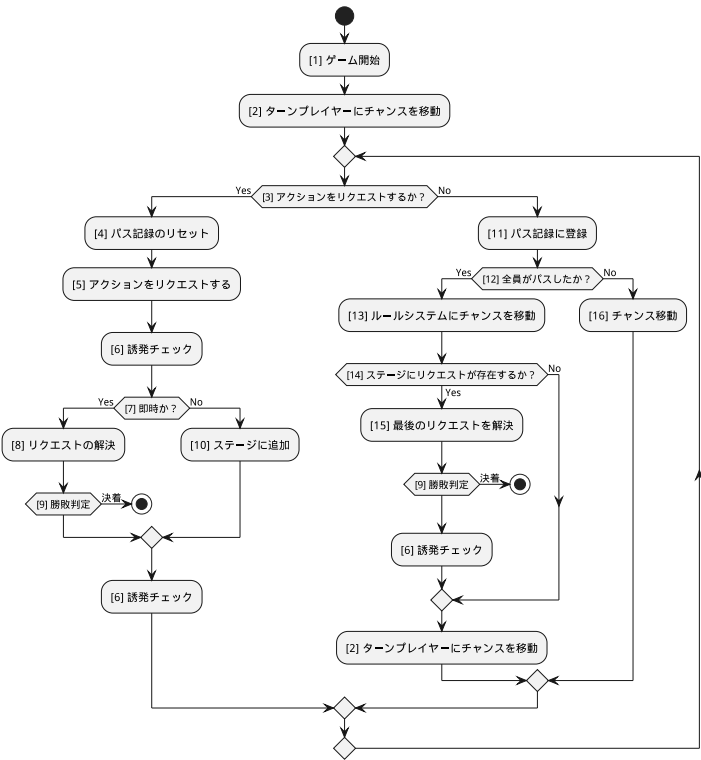 [1] ゲーム開始
[2] ターンプレイヤーにチャンスを移動
[3] アクションをリクエストするか？
Yes
No
[4] パス記録のリセット
[5] アクションをリクエストする
[6] 誘発チェック
[7] 即時か？
Yes
No
[8] リクエストの解決
[10] ステージに追加
[9] 勝敗判定
決着
[6] 誘発チェック
[11] パス記録に登録
[12] 全員がパスしたか？
Yes
No
[13] ルールシステムにチャンスを移動
[16] チャンス移動
[14] ステージにリクエストが存在するか？
No
Yes
[15] 最後のリクエストを解決
[9] 勝敗判定
決着
[6] 誘発チェック
[2] ターンプレイヤーにチャンスを移動